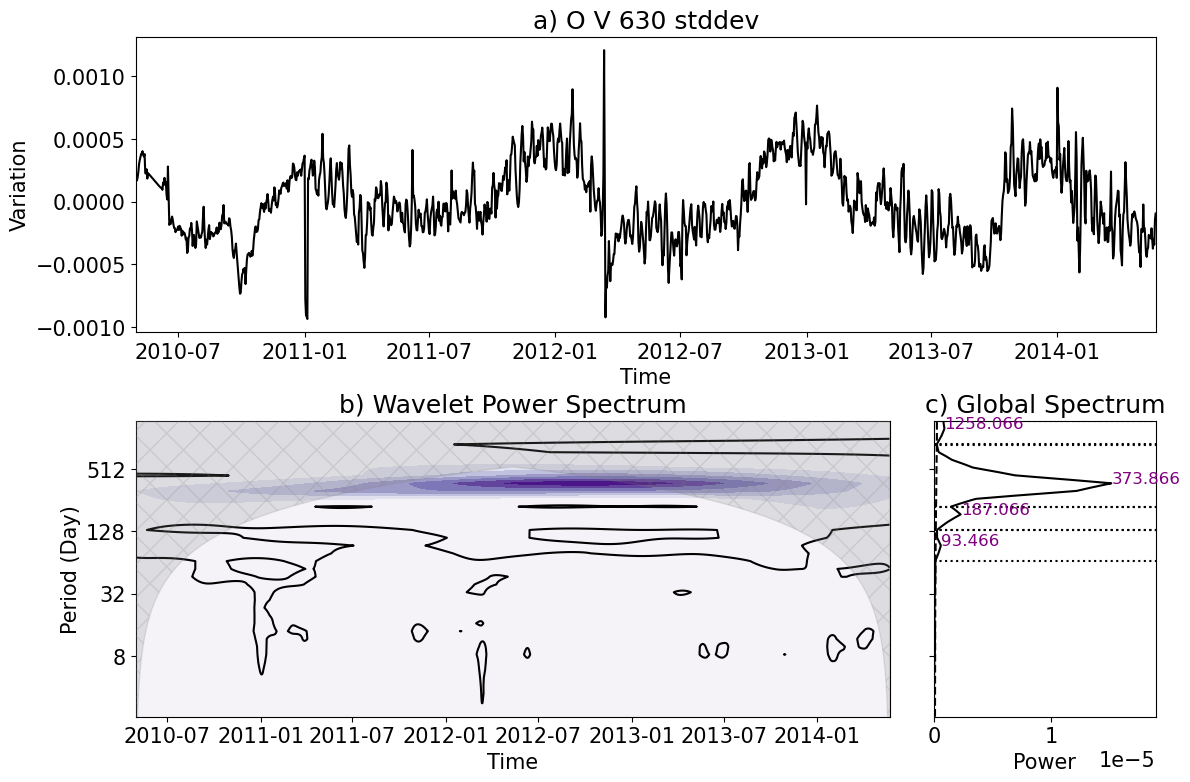 a) O V 630 stddev
Variation
0.0010
0.0005
0.0000
−0.0005
−0.0010
2010-07 2011-01 2011-07 2012-01 2012-07 2013-01 2013-07 2014-01
Time
b) Wavelet Power Spectrum
Period (Day)
512
128
32
8
2010-07 2011-01 2011-07 2012-01 2012-07 2013-01 2013-07 2014-01
Time
c) Global Spectrum
1258.066
373.866
187.066
93.466
0 1
Power 1e−5